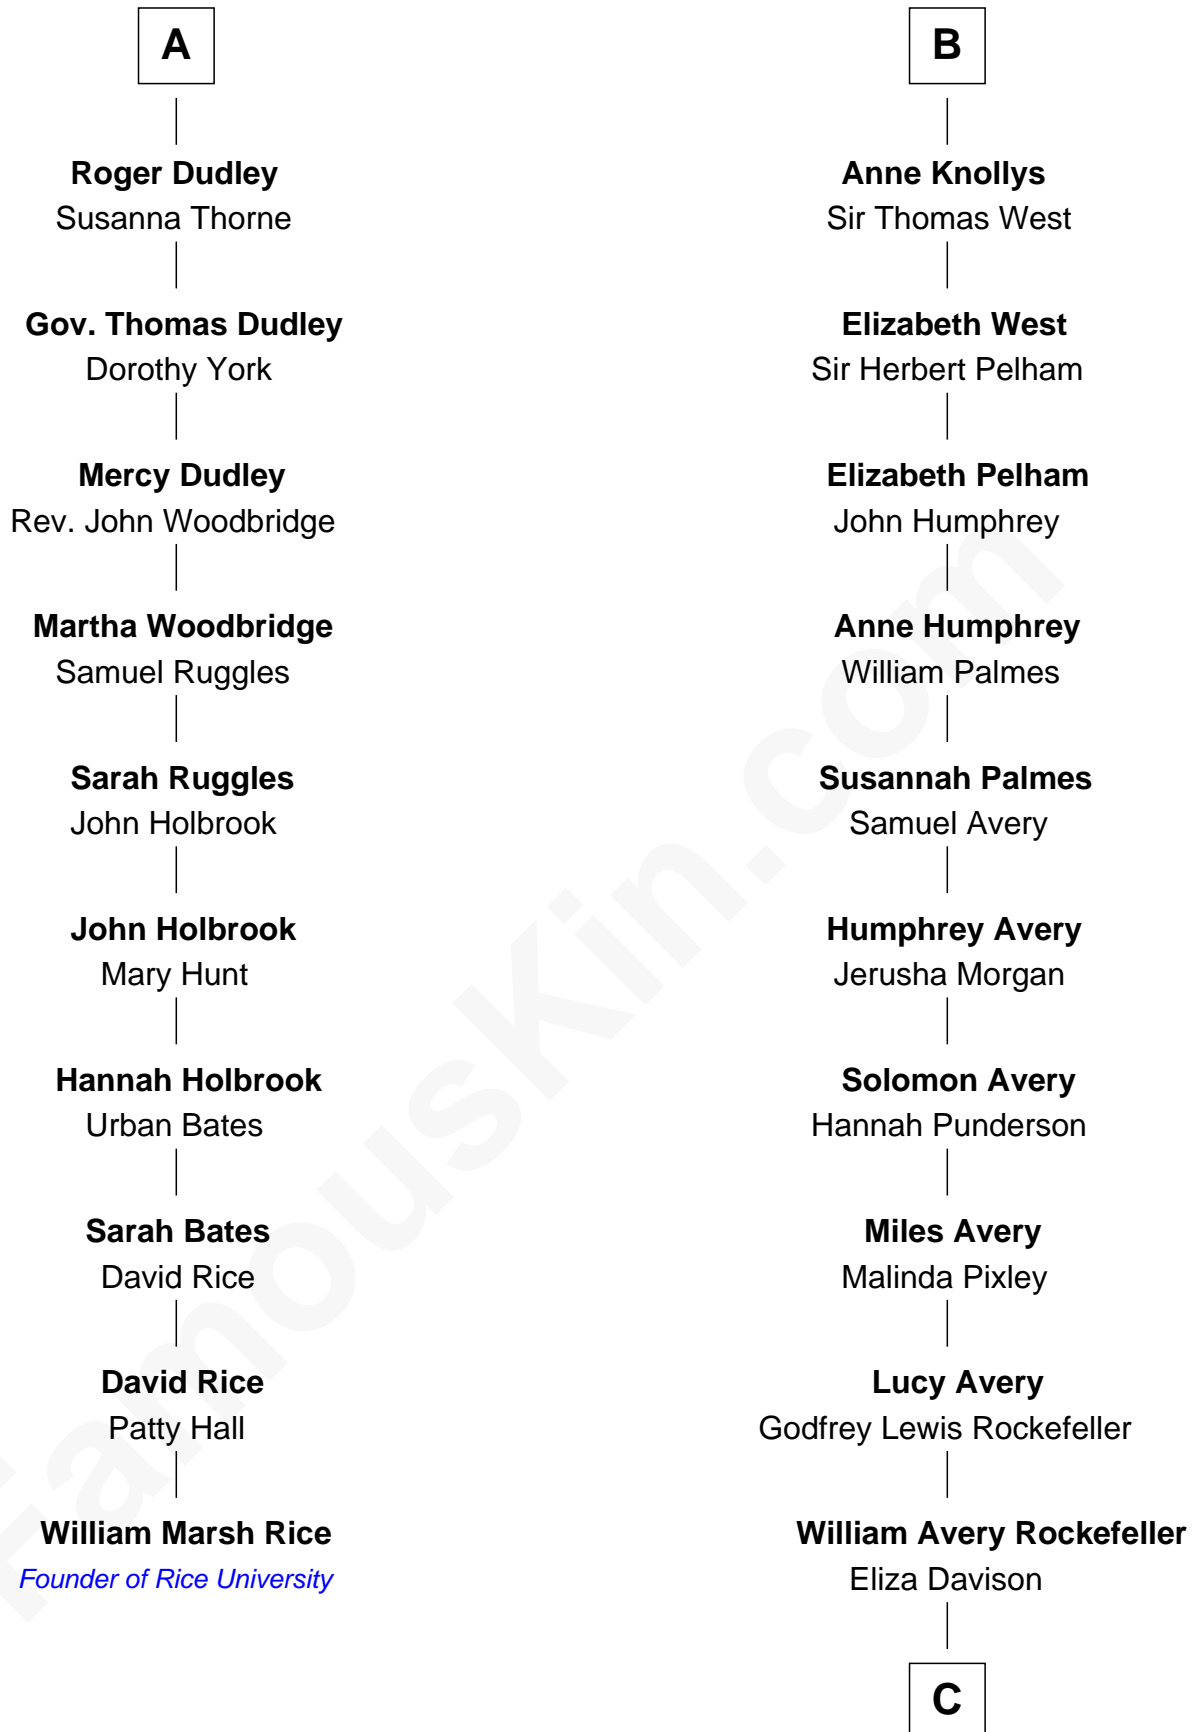 A
Roger Dudley
Susanna Thorne
Gov. Thomas Dudley
Dorothy York
Mercy Dudley
Rev. John Woodbridge
Martha Woodbridge
Samuel Ruggles
Sarah Ruggles
John Holbrook
John Holbrook
Mary Hunt
Hannah Holbrook
Urban Bates
Sarah Bates
David Rice
David Rice
Patty Hall
William Marsh Rice
Founder of Rice University
B
Anne Knollys
Sir Thomas West
Elizabeth West
Sir Herbert Pelham
Elizabeth Pelham
John Humphrey
Anne Humphrey
William Palmes
Susannah Palmes
Samuel Avery
Humphrey Avery
Jerusha Morgan
Solomon Avery
Hannah Punderson
Miles Avery
Malinda Pixley
Lucy Avery
Godfrey Lewis Rockefeller
William Avery Rockefeller
Eliza Davison
C
FamousKin.com